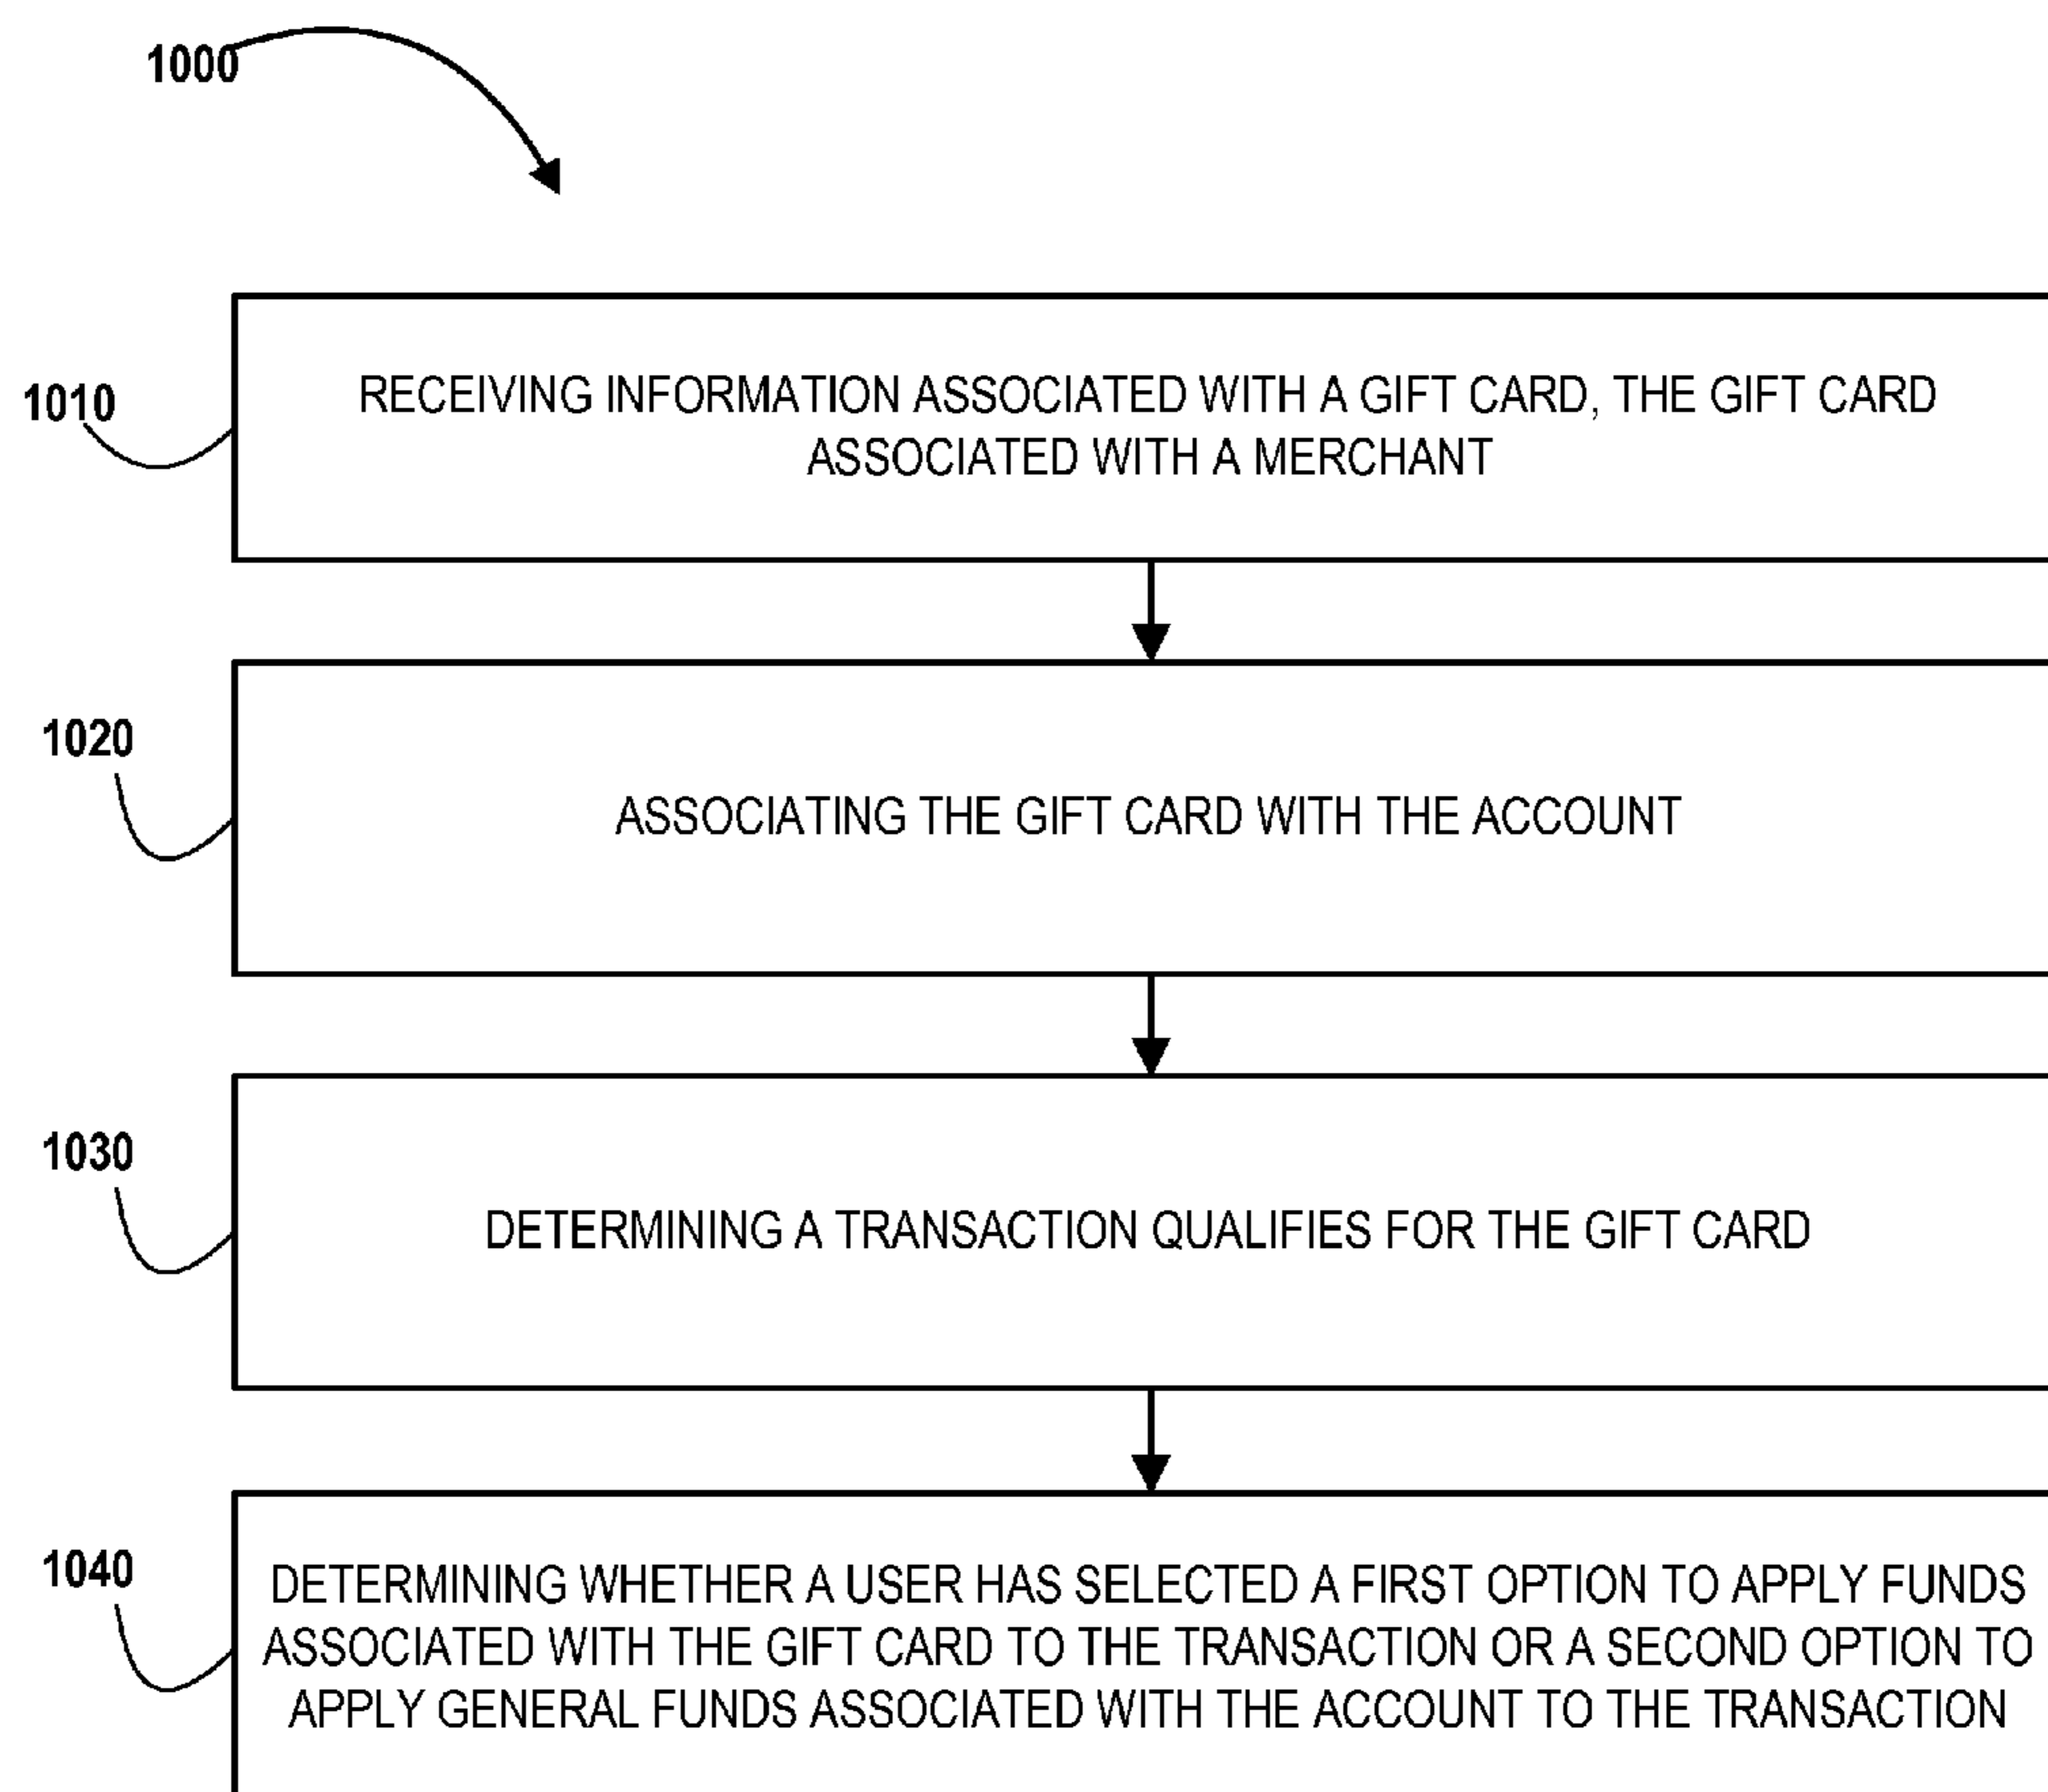 1000
1010
RECEIVING INFORMATION ASSOCIATED WITH A GIFT CARD, THE GIFT CARD
ASSOCIATED WITH A MERCHANT
1020
ASSOCIATING THE GIFT CARD WITH THE ACCOUNT
1030
DETERMINING A TRANSACTION QUALIFIES FOR THE GIFT CARD
1040
DETERMINING WHETHER A USER HAS SELECTED A FIRST OPTION TO APPLY FUNDS
ASSOCIATED WITH THE GIFT CARD TO THE TRANSACTION OR A SECOND OPTION TO
APPLY GENERAL FUNDS ASSOCIATED WITH THE ACCOUNT TO THE TRANSACTION